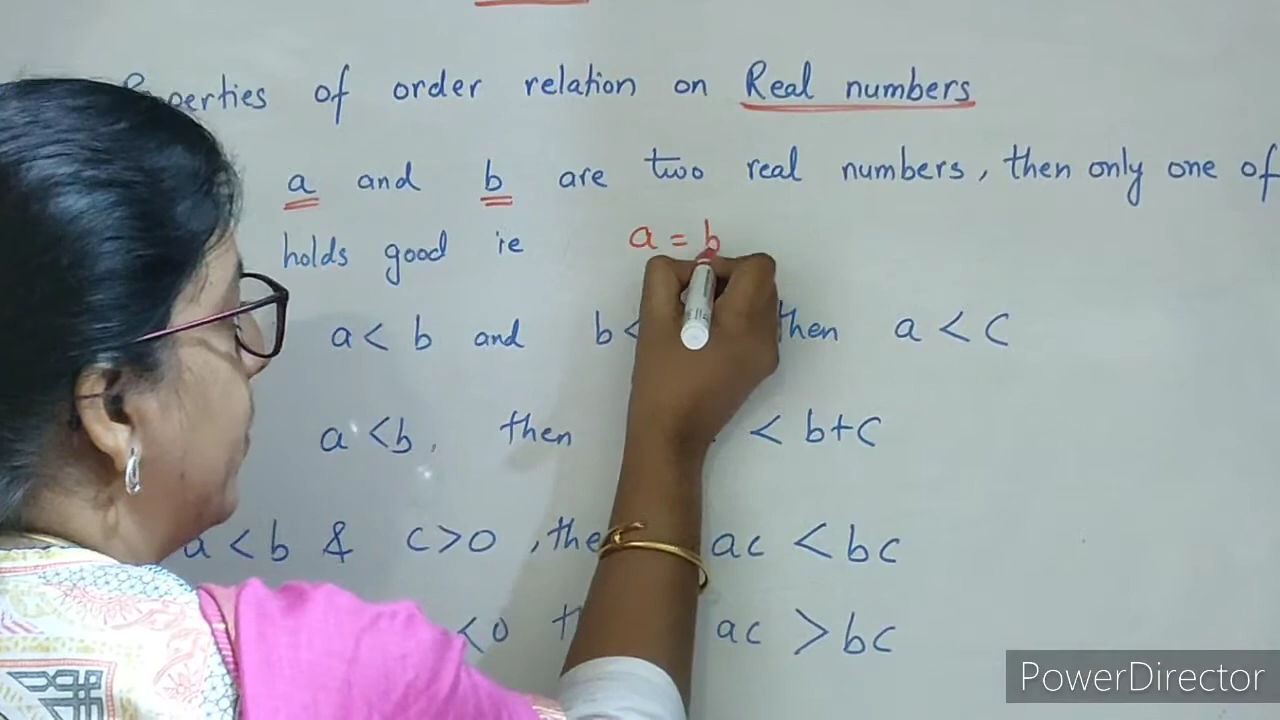 Properties of order relation on Real numbers
a and b are two real numbers, then only one of
holds good ie a = b
a < b and b < then a < c
a < b, then < b+c
a < b & c > 0, the ac < bc
< 0 ac > bc
PowerDirector